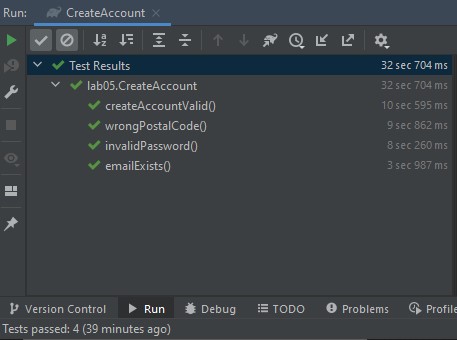 Run: CreateAccount
Test Results 32 sec 704 ms
lab05.CreateAccount 32 sec 704 ms
createAccountValid() 10 sec 595 ms
wrongPostalCode() 9 sec 862 ms
invalidPassword() 8 sec 260 ms
emailExists() 3 sec 987 ms
Version Control Run Debug TODO Problems Profile
Tests passed: 4 (39 minutes ago)